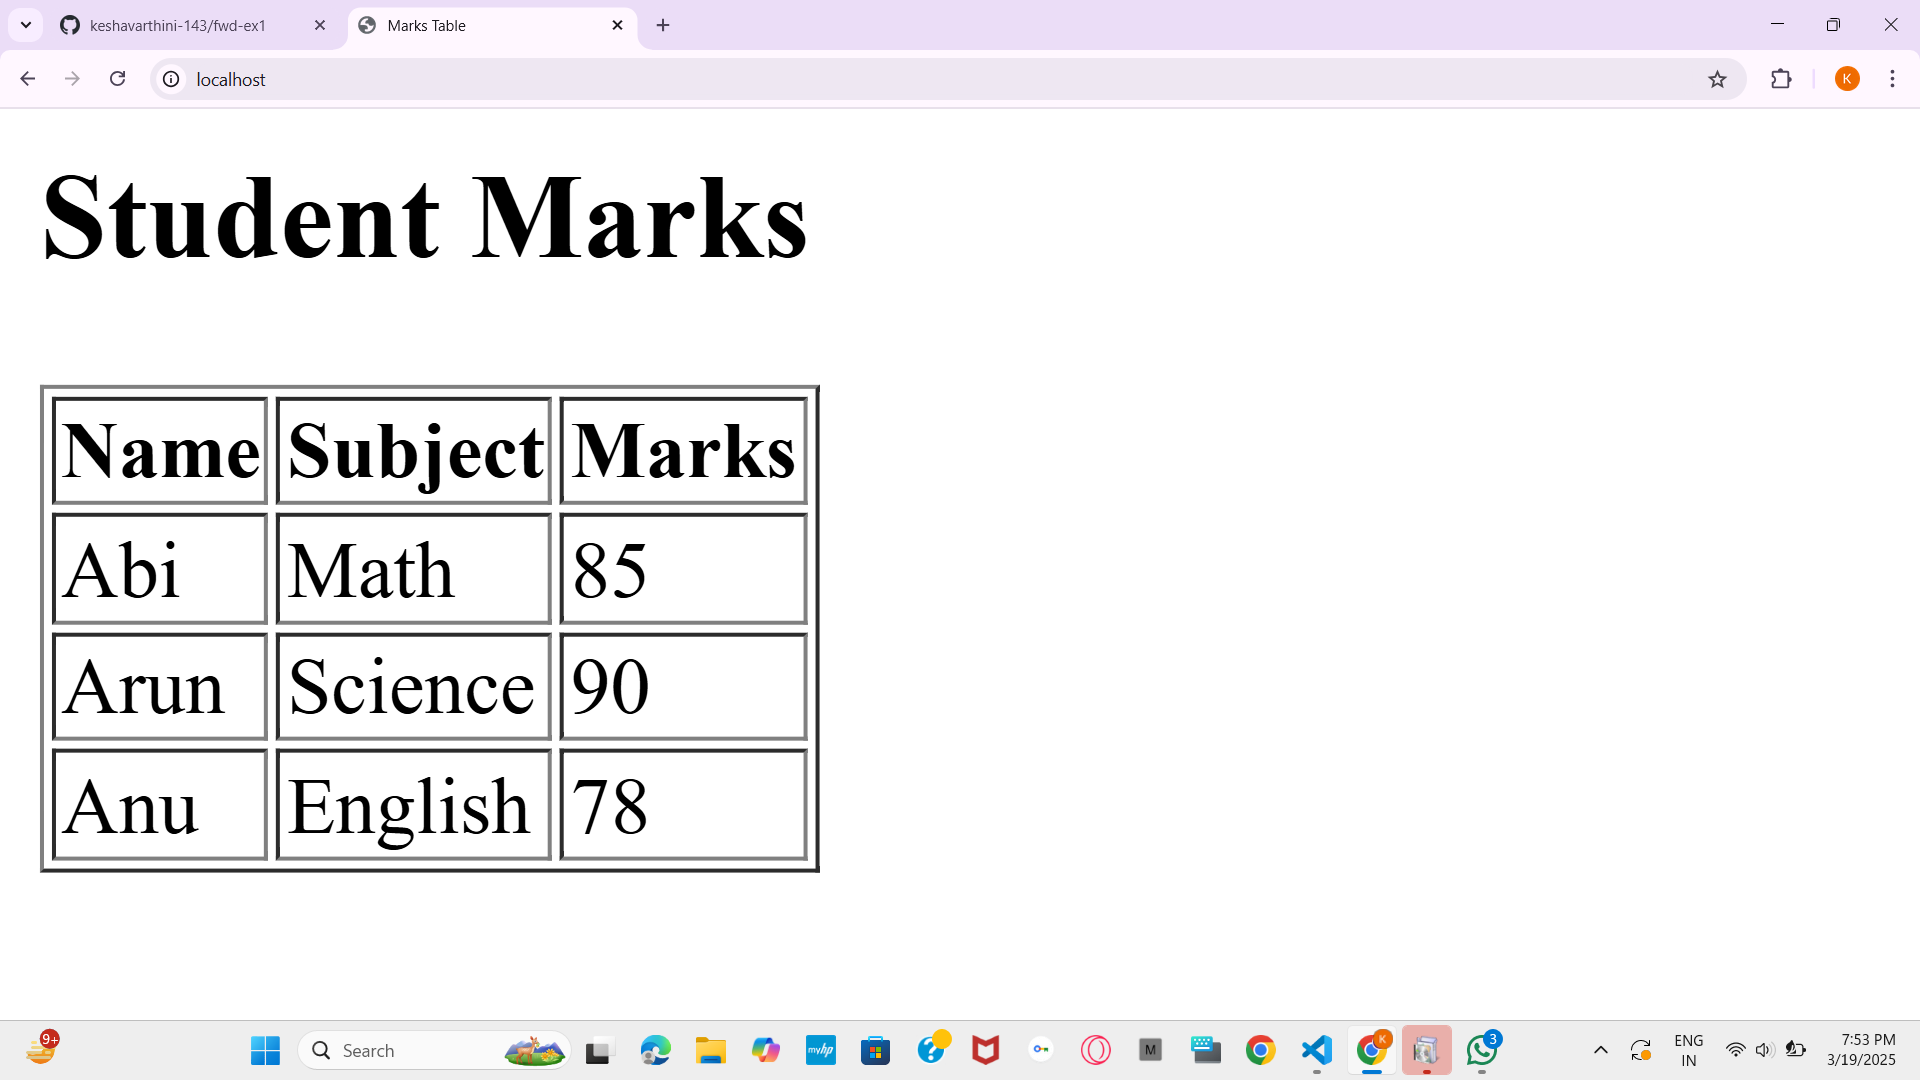 keshavarthini-143/fwd-ex1
Marks Table
localhost
K
Student Marks
Name Subject Marks
Abi Math 85
Arun Science 90
Anu English 78
9+
Search
myhp
?
M
K
3
ENG
IN
7:53 PM
3/19/2025